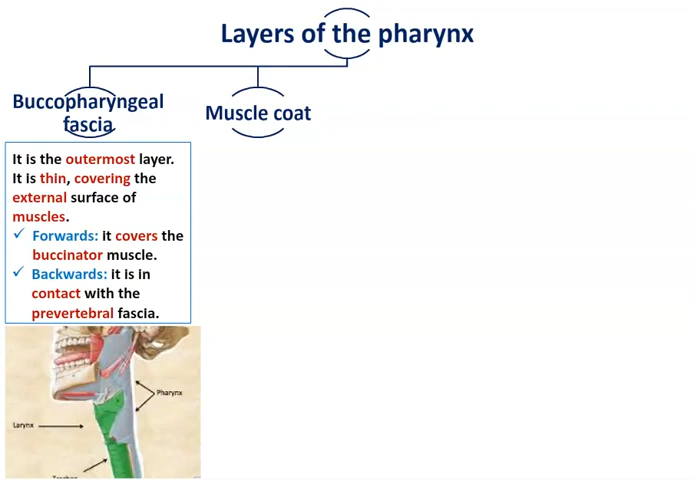 Layers of the pharynx
Buccopharyngeal
fascia
Muscle coat
It is the outermost layer.
It is thin, covering the
external surface of
muscles.
✓ Forwards: it covers the
buccinator muscle.
✓ Backwards: it is in
contact with the
prevertebral fascia.
Pharynx
Larynx